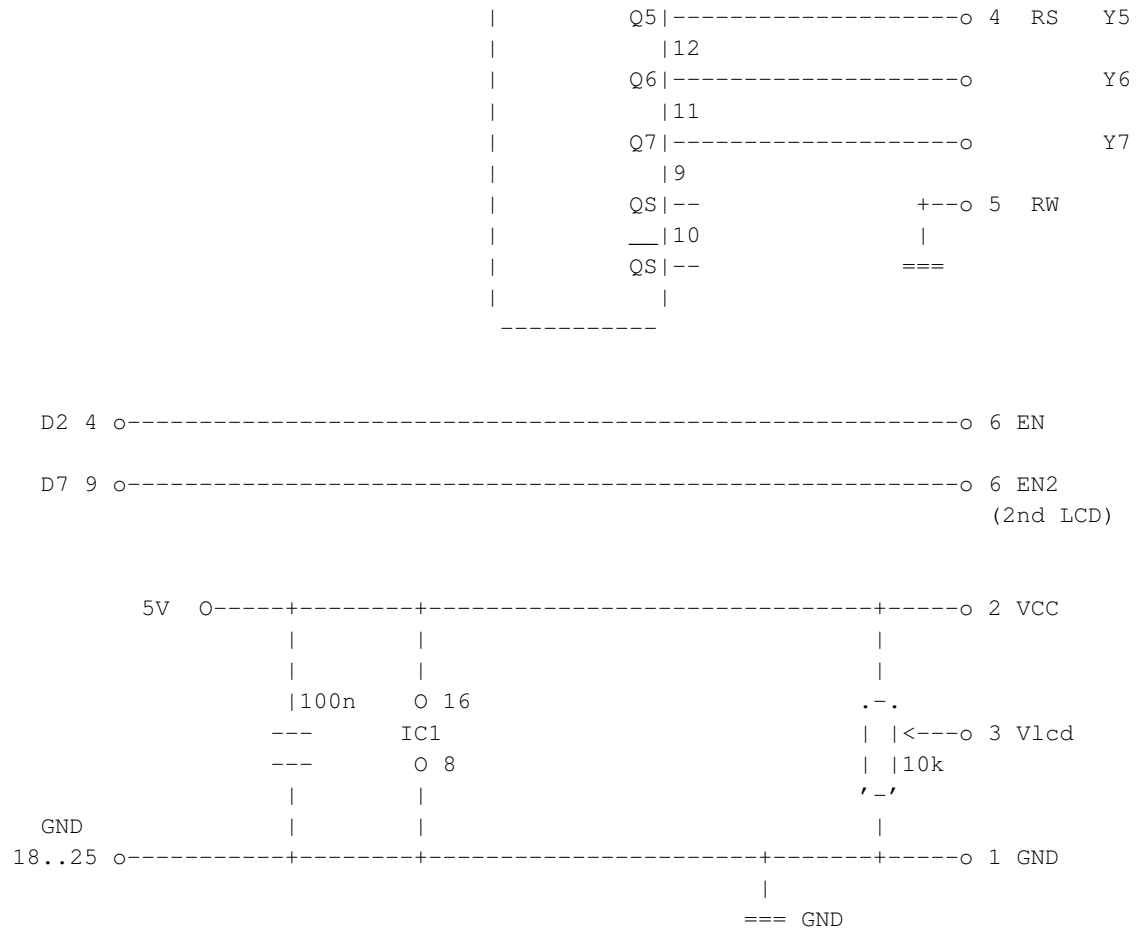 Q5 4 RS Y5
12
Q6 Y6
11
Q7 Y7
9
QS 5 RW
10
QS
D2 4 6 EN
D7 9 6 EN2
(2nd LCD)
5V 2 VCC
100n 16
IC1 3 Vlcd
8 10k
GND
18..25 1 GND
GND